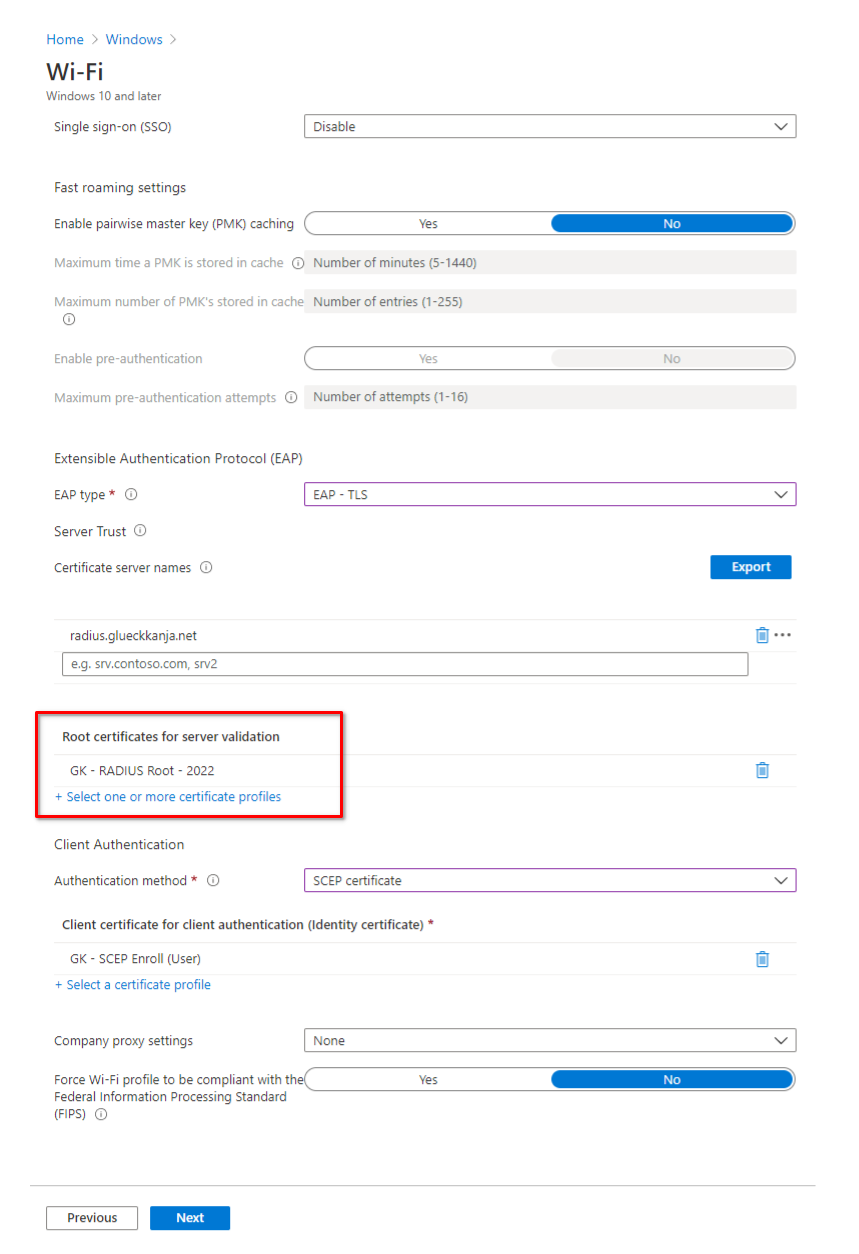 Home > Windows >
Wi-Fi
Windows 10 and later
Single sign-on (SSO) Disable
Fast roaming settings
Enable pairwise master key (PMK) caching Yes No
Maximum time a PMK is stored in cache Number of minutes (5-1440)
Maximum number of PMK's stored in cache Number of entries (1-255)
Enable pre-authentication Yes No
Maximum pre-authentication attempts Number of attempts (1-16)
Extensible Authentication Protocol (EAP)
EAP type * EAP - TLS
Server Trust
Certificate server names Export
radius.glueckkanja.net
e.g. srv.contoso.com, srv2
Root certificates for server validation
GK - RADIUS Root - 2022
+ Select one or more certificate profiles
Client Authentication
Authentication method * SCEP certificate
Client certificate for client authentication (Identity certificate) *
GK - SCEP Enroll (User)
+ Select a certificate profile
Company proxy settings None
Force Wi-Fi profile to be compliant with the Yes No
Federal Information Processing Standard
(FIPS)
Previous Next